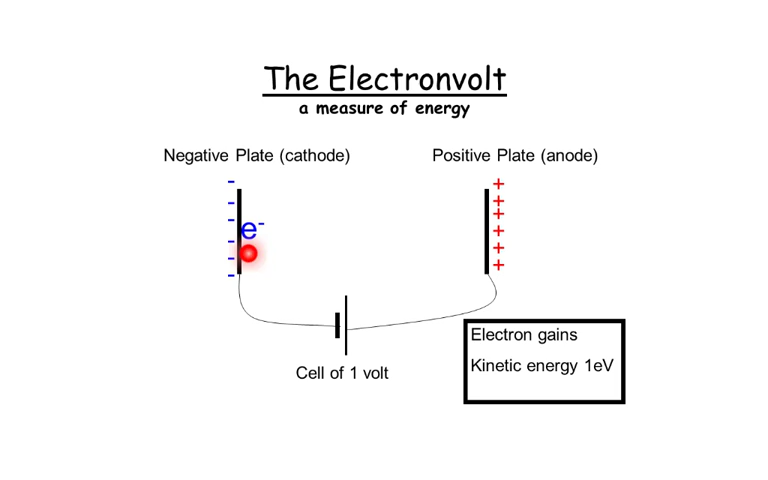 The Electronvolt
a measure of energy
Negative Plate (cathode)
Positive Plate (anode)
- + 
- +
- +
e-
- +
- +
- +
Cell of 1 volt
Electron gains
Kinetic energy 1eV